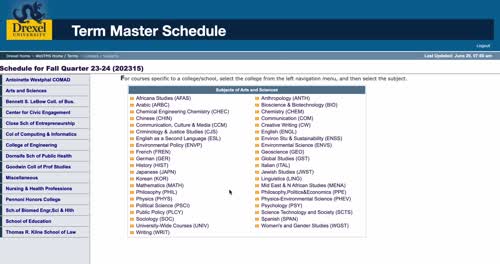 Drexel
UNIVERSITY
Term Master Schedule
Drexel Home > WebTMS Home / Terms > Colleges / Subjects
Schedule for Fall Quarter 23-24 (202315)
For courses specific to a college/school, select the college from the left navigation menu, and then select the subject.
Antoinette Westphal COMAD
Arts and Sciences
Bennett S. LeBow Coll. of Bus.
Center for Civic Engagement
Close School of Entrepreneurship
Col of Computing & Informatics
College of Engineering
Dornsife Sch of Public Health
Goodwin Coll of Prof Studies
Miscellaneous
Nursing & Health Professions
Pennoni Honors College
Sch.of Biomed Engr,Sci & Hlth
School of Education
Thomas R. Kline School of Law
Subjects of Arts and Sciences
Africana Studies (AFAS)
Anthropology (ANTH)
Arabic (ARBC)
Bioscience & Biotechnology (BIO)
Chemical Engineering Chemistry (CHEC)
Chemistry (CHEM)
Chinese (CHIN)
Communication (COM)
Communication, Culture & Media (CCM)
Creative Writing (CW)
Criminology & Justice Studies (CJS)
English (ENGL)
English as a Second Language (ESL)
Environ Stu & Sustainability (ENSS)
Environmental Policy (ENVP)
Environmental Science (ENVS)
French (FREN)
Geoscience (GEO)
German (GER)
Global Studies (GST)
History (HIST)
Italian (ITAL)
Japanese (JAPN)
Jewish Studies (JWST)
Korean (KOR)
Linguistics (LING)
Mathematics (MATH)
Mid East & N African Studies (MENA)
Philosophy (PHIL)
Philosophy,Politics&Economics (PPE)
Physics (PHYS)
Physics-Environmental Science (PHEV)
Political Science (PSCI)
Psychology (PSY)
Public Policy (PLCY)
Science Technology and Society (SCTS)
Sociology (SOC)
Spanish (SPAN)
University-Wide Courses (UNIV)
Women's and Gender Studies (WGST)
Writing (WRIT)